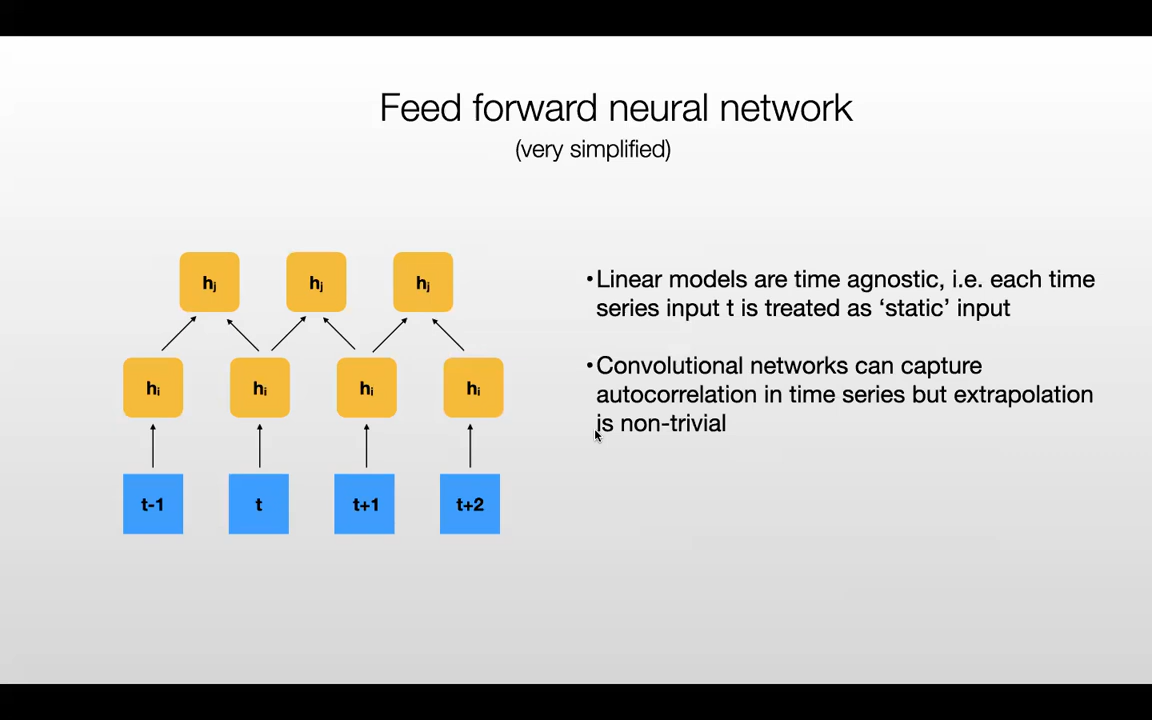 Feed forward neural network
(very simplified)
hj hj hj
hi hi hi hi
t-1 t t+1 t+2
•Linear models are time agnostic, i.e. each time
series input t is treated as ‘static’ input
•Convolutional networks can capture
autocorrelation in time series but extrapolation
is non-trivial